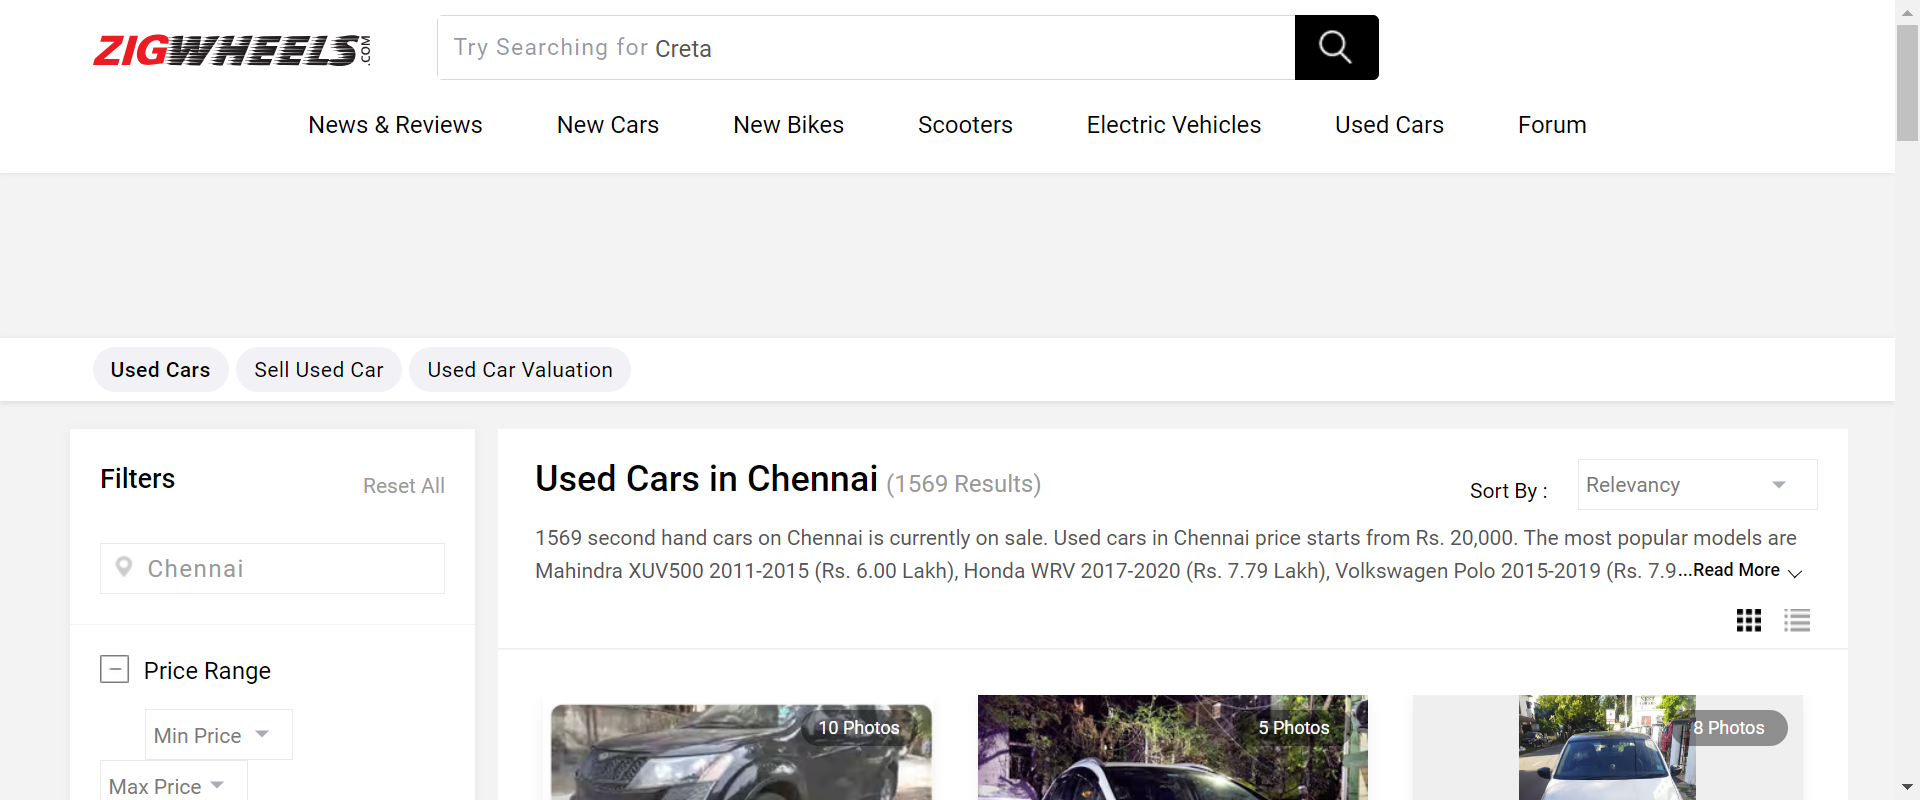 ZIGWHEELS.COM
Try Searching for Creta
News & Reviews
New Cars
New Bikes
Scooters
Electric Vehicles
Used Cars
Forum
Used Cars
Sell Used Car
Used Car Valuation
Filters
Reset All
Chennai
Price Range
Min Price
Max Price
Used Cars in Chennai (1569 Results)
Sort By :
Relevancy
1569 second hand cars on Chennai is currently on sale. Used cars in Chennai price starts from Rs. 20,000. The most popular models are
Mahindra XUV500 2011-2015 (Rs. 6.00 Lakh), Honda WRV 2017-2020 (Rs. 7.79 Lakh), Volkswagen Polo 2015-2019 (Rs. 7.9...Read More
10 Photos
5 Photos
8 Photos